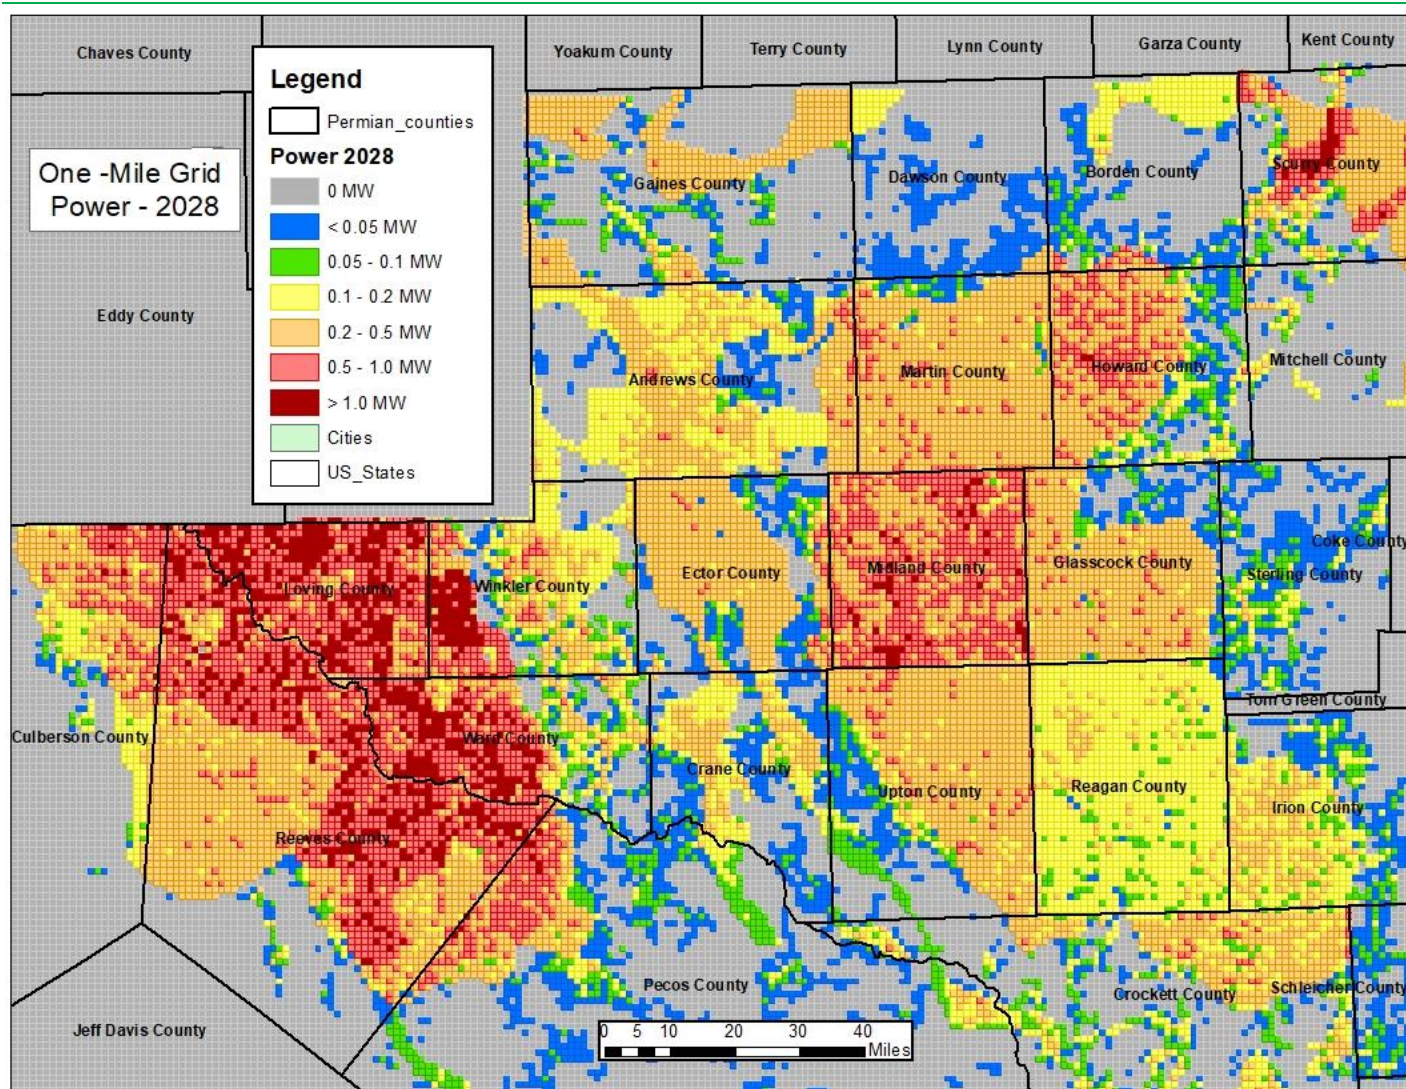 Chaves County
Yoakum County
Terry County
Lynn County
Garza County
Kent County
Legend
Permian_counties
Power 2028
0 MW
< 0.05 MW
0.05 - 0.1 MW
0.1 - 0.2 MW
0.2 - 0.5 MW
0.5 - 1.0 MW
> 1.0 MW
Cities
US_States
One -Mile Grid
Power - 2028
Gaines County
Dawson County
Borden County
Scurry County
Eddy County
Andrews County
Martin County
Howard County
Mitchell County
Loving County
Winkler County
Ector County
Midland County
Glasscock County
Sterling County
Coke County
Tom Green County
Culberson County
Ward County
Crane County
Upton County
Reagan County
Irion County
Reeves County
Pecos County
Crockett County
Schleicher County
Jeff Davis County
0 5 10 20 30 40
Miles